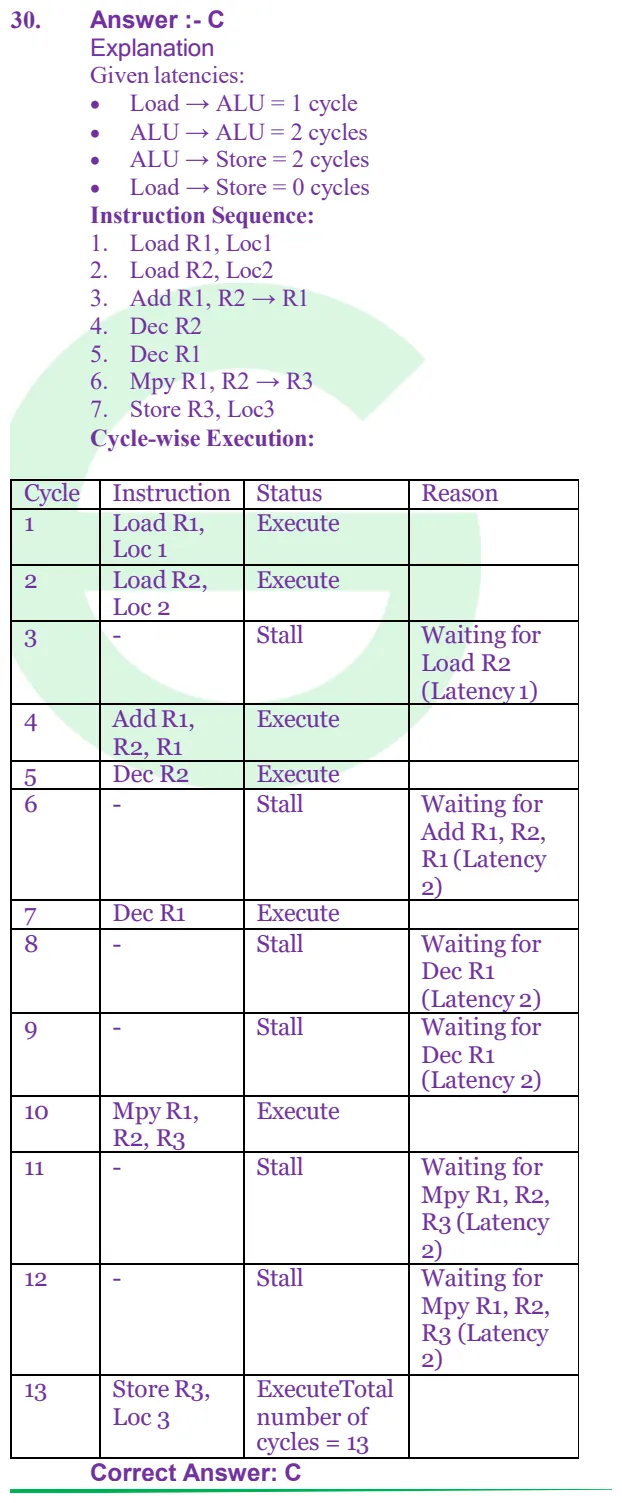 30. Answer :- C
Explanation
Given latencies:
• Load → ALU = 1 cycle
• ALU → ALU = 2 cycles
• ALU → Store = 2 cycles
• Load → Store = 0 cycles
Instruction Sequence:
1. Load R1, Loc1
2. Load R2, Loc2
3. Add R1, R2 → R1
4. Dec R2
5. Dec R1
6. Mpy R1, R2 → R3
7. Store R3, Loc3
Cycle-wise Execution:
Cycle Instruction Status Reason
1 Load R1, Execute
Loc 1
2 Load R2, Execute
Loc 2
3 - Stall Waiting for
Load R2
(Latency 1)
4 Add R1, Execute
R2, R1
5 Dec R2 Execute
6 - Stall Waiting for
Add R1, R2,
R1 (Latency
2)
7 Dec R1 Execute
8 - Stall Waiting for
Dec R1
(Latency 2)
9 - Stall Waiting for
Dec R1
(Latency 2)
10 Mpy R1, Execute
R2, R3
11 - Stall Waiting for
Mpy R1, R2,
R3 (Latency
2)
12 - Stall Waiting for
Mpy R1, R2,
R3 (Latency
2)
13 Store R3, ExecuteTotal
Loc 3 number of
cycles = 13
Correct Answer: C